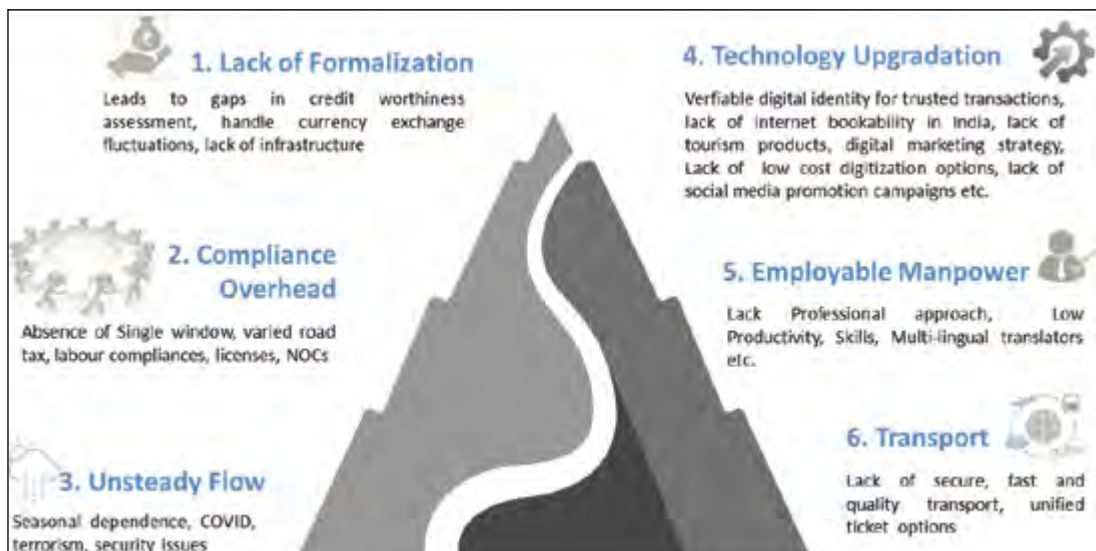 1. Lack of Formalization
Leads to gaps in credit worthiness
assessment, handle currency exchange
fluctuations, lack of infrastructure
2. Compliance
Overhead
Absence of Single window, varied road
tax, labour compliances, licenses, NOCs
3. Unsteady Flow
Seasonal dependence, COVID,
terrorism, security issues
4. Technology Upgradation
Verfiable digital identity for trusted transactions,
lack of internet bookability in India, lack of
tourism products, digital marketing strategy,
Lack of low cost digitization options, lack of
social media promotion campaigns etc.
5. Employable Manpower
Lack Professional approach, Low
Productivity, Skills, Multi-lingual translators
etc.
6. Transport
Lack of secure, fast and
quality transport, unified
ticket options